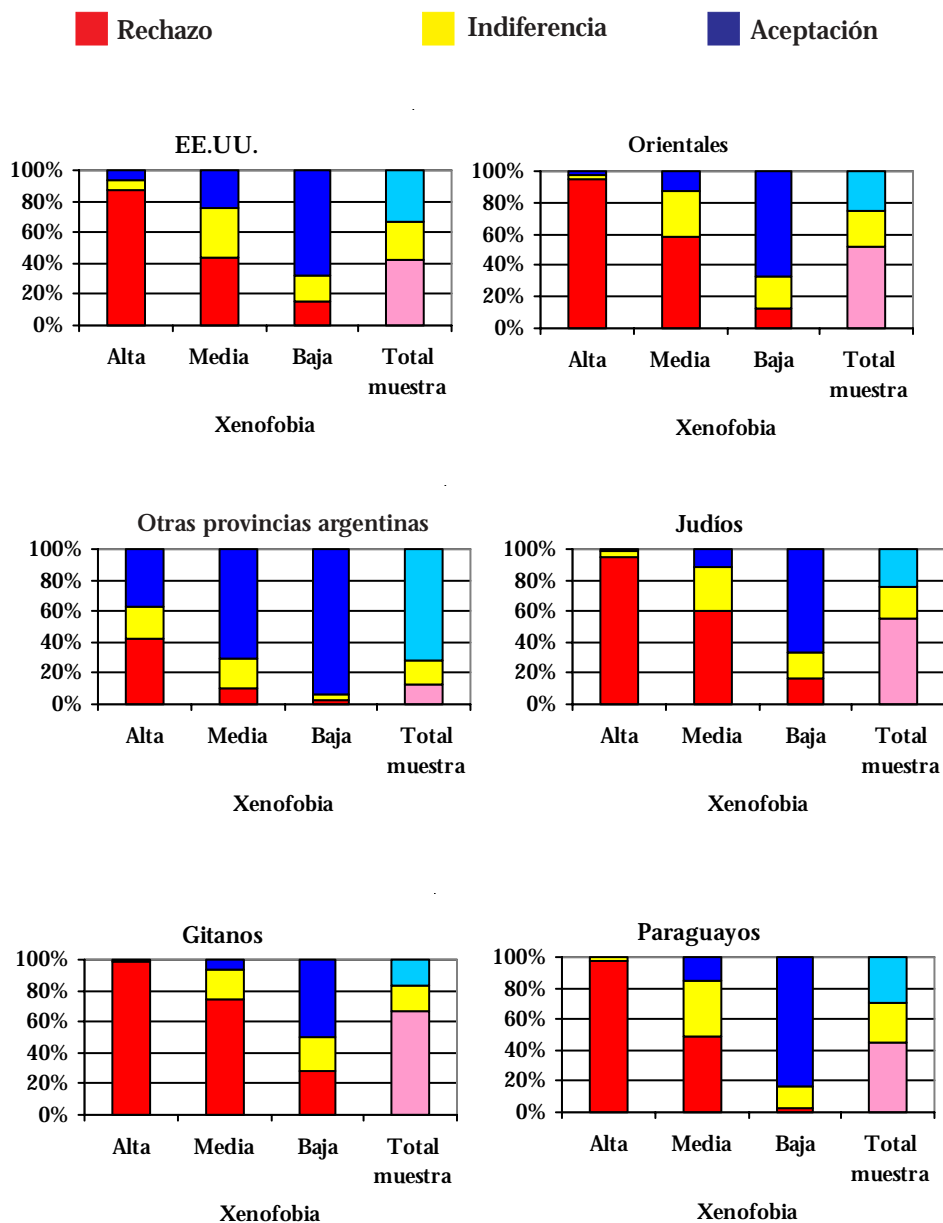 Rechazo Indiferencia Aceptación
EE.UU.
100%
80%
60%
40%
20%
0%
Alta Media Baja Total
muestra
Xenofobia
Orientales
100%
80%
60%
40%
20%
0%
Alta Media Baja Total
muestra
Xenofobia
Otras provincias argentinas
100%
80%
60%
40%
20%
0%
Alta Media Baja Total
muestra
Xenofobia
Judíos
100%
80%
60%
40%
20%
0%
Alta Media Baja Total
muestra
Xenofobia
Gitanos
100%
80%
60%
40%
20%
0%
Alta Media Baja Total
muestra
Xenofobia
Paraguayos
100%
80%
60%
40%
20%
0%
Alta Media Baja Total
muestra
Xenofobia